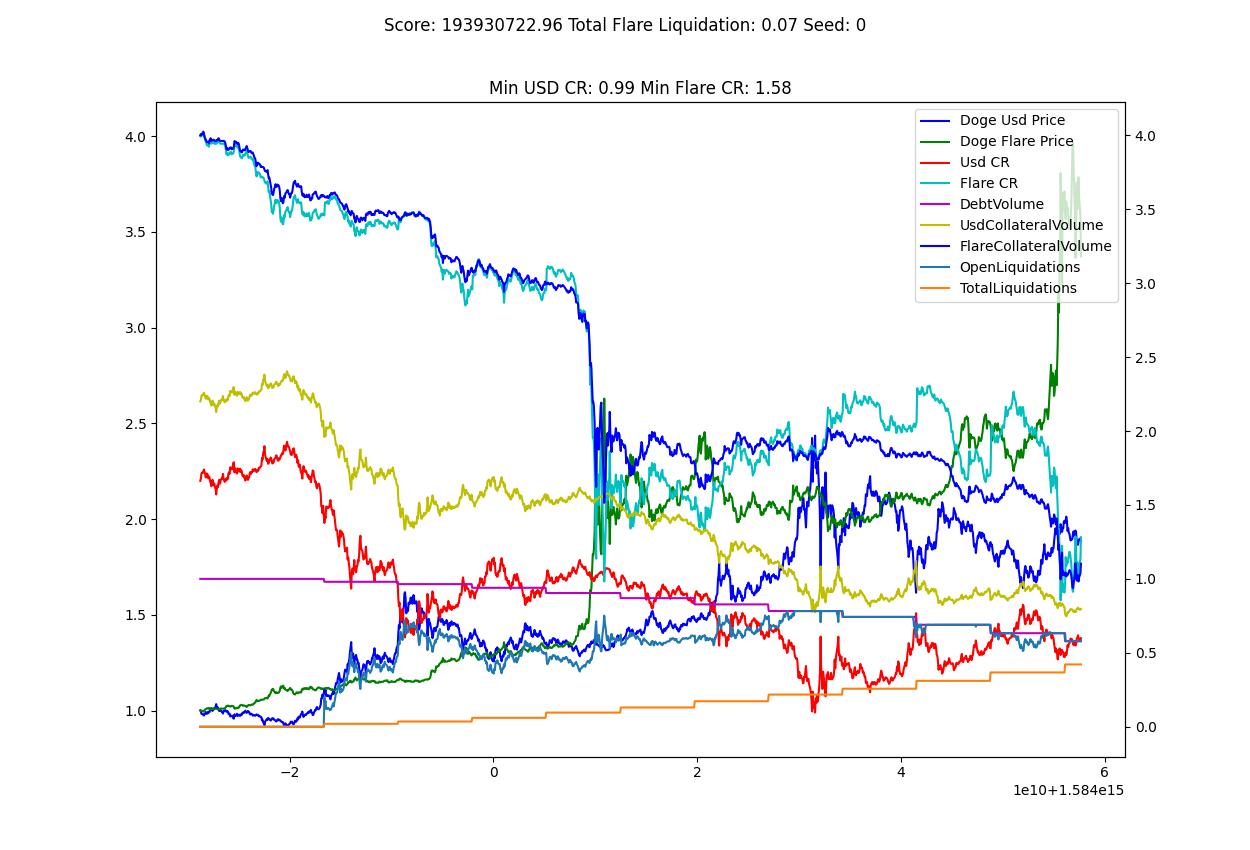 Score: 193930722.96 Total Flare Liquidation: 0.07 Seed: 0
Min USD CR: 0.99 Min Flare CR: 1.58
Doge Usd Price
Doge Flare Price
Usd CR
Flare CR
DebtVolume
UsdCollateralVolume
FlareCollateralVolume
OpenLiquidations
TotalLiquidations
4.0
3.5
3.0
2.5
2.0
1.5
1.0
4.0
3.5
3.0
2.5
2.0
1.5
1.0
0.5
0.0
−2 0 2 4 6
1e10+1.584e15